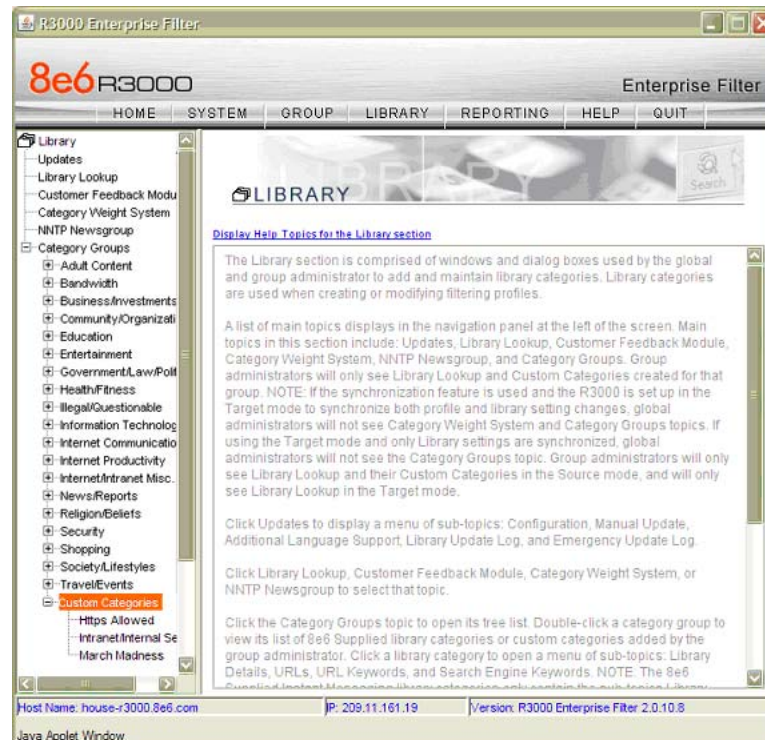 R3000 Enterprise Filter
8e6 R3000
Enterprise Filter
HOME SYSTEM GROUP LIBRARY REPORTING HELP QUIT
Library
Updates
Library Lookup
Customer Feedback Modu
Category Weight System
NNTP Newsgroup
Category Groups
Adult Content
Bandwidth
Business/Investments
Community/Organizati
Education
Entertainment
Government/Law/Polit
Health/Fitness
Illegal/Questionable
Information Technolog
Internet Communicatio
Internet Productivity
Internet/Intranet Misc.
News/Reports
Religion/Beliefs
Security
Shopping
Society/Lifestyles
Travel/Events
Custom Categories
Https Allowed
Intranet/Internal Se
March Madness
LIBRARY
Search
LIBRARY
Display Help Topics for the Library section
The Library section is comprised of windows and dialog boxes used by the global
and group administrator to add and maintain library categories. Library categories
are used when creating or modifying filtering profiles.
A list of main topics displays in the navigation panel at the left of the screen. Main
topics in this section include: Updates, Library Lookup, Customer Feedback Module,
Category Weight System, NNTP Newsgroup, and Category Groups. Group
administrators will only see Library Lookup and Custom Categories created for that
group. NOTE: If the synchronization feature is used and the R3000 is set up in the
Target mode to synchronize both profile and library setting changes, global
administrators will not see Category Weight System and Category Groups topics. If
using the Target mode and only Library settings are synchronized, global
administrators will not see the Category Groups topic. Group administrators will only
see Library Lookup and their Custom Categories in the Source mode, and will only
see Library Lookup in the Target mode.
Click Updates to display a menu of sub-topics: Configuration, Manual Update,
Additional Language Support, Library Update Log, and Emergency Update Log.
Click Library Lookup, Customer Feedback Module, Category Weight System, or
NNTP Newsgroup to select that topic.
Click the Category Groups topic to open its tree list. Double-click a category group to
view its list of 8e6 Supplied library categories or custom categories added by the
group administrator. Click a library category to open a menu of sub-topics: Library
Details, URLs, URL Keywords, and Search Engine Keywords. NOTE: The 8e6
Supplied Instant Messaging library categories only contain the sub-topics Library
Host Name: house-r3000.8e6.com
IP: 209.11.161.19
Version: R3000 Enterprise Filter 2.0.10.8
Java Applet Window